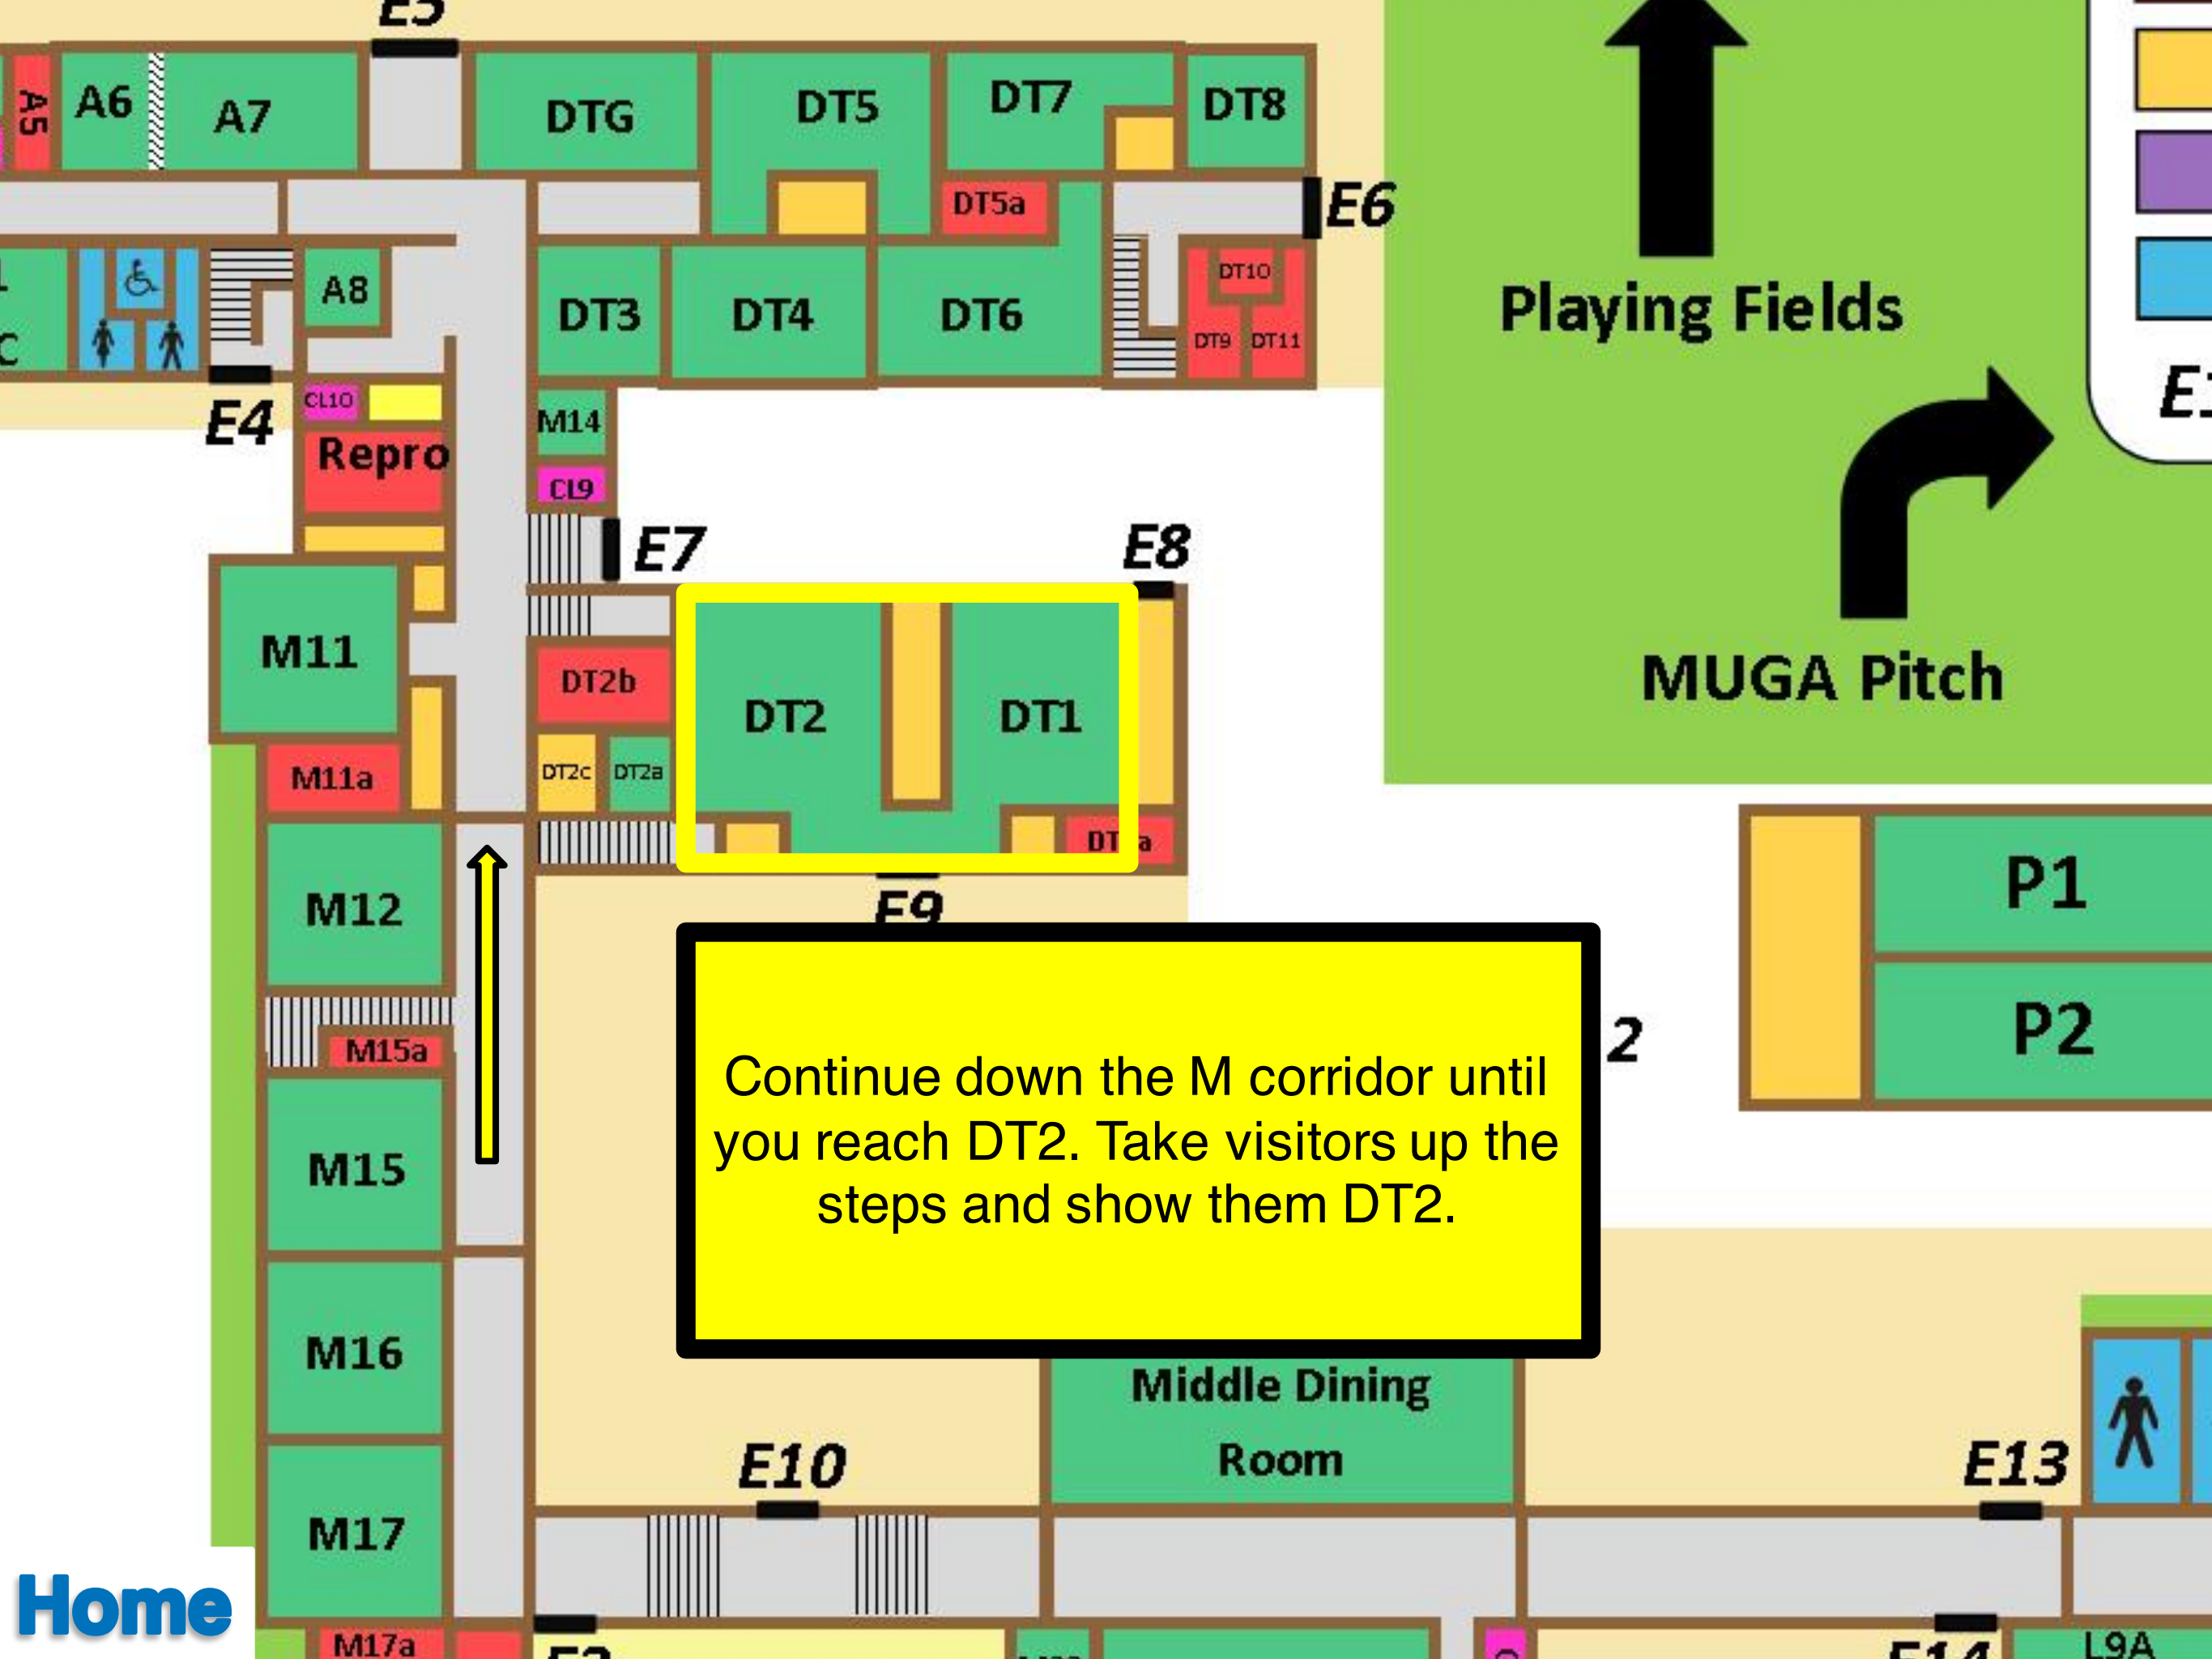 E5
A5
A6
A7
DTG
DT5
DT7
DT8
DT5a
E6
A8
DT3
DT4
DT6
DT10
DT9
DT11
Playing Fields
C
E4
CL10
Repro
M14
CL9
E7
E8
M11
DT2b
DT2
DT1
MUGA Pitch
M11a
DT2c
DT2a
DT
a
M12
E9
P1
M15a
2
P2
Continue down the M corridor until
you reach DT2. Take visitors up the
steps and show them DT2.
M15
M16
Middle Dining
Room
E10
E13
M17
Home
M17a
E14
L9A